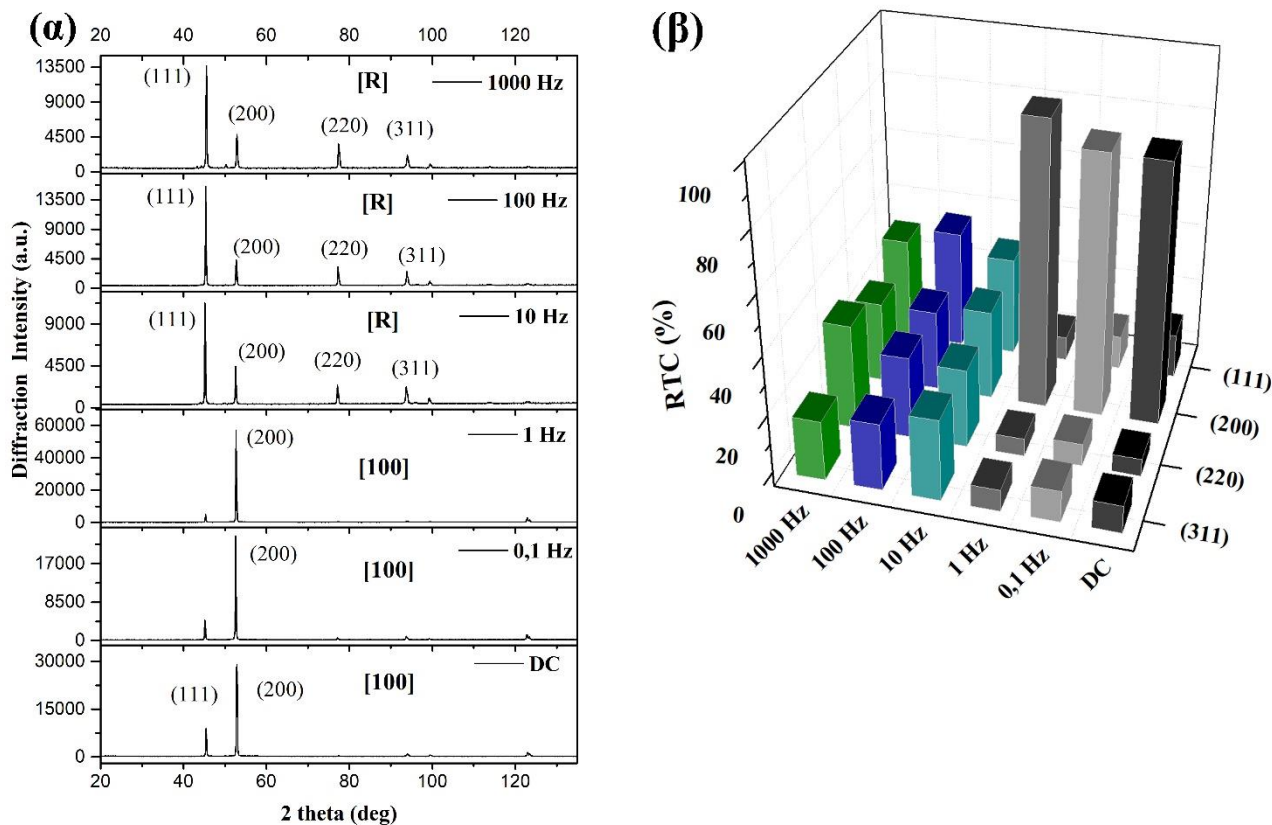 (α)
20 40 60 80 100 120
13500
9000
4500
0
(111)
(200)
[R]
(220)
(311)
1000 Hz
13500
9000
4500
0
(111)
(200)
[R]
(220)
(311)
100 Hz
9000
4500
0
(111)
(200)
[R]
(220)
(311)
10 Hz
60000
40000
20000
0
(200)
[100]
1 Hz
17000
8500
0
(200)
[100]
0,1 Hz
30000
15000
0
(111)
(200)
[100]
DC
20 40 60 80 100 120
2 theta (deg)
Diffraction Intensity (a.u.)
(β)
100
80
60
40
20
0
RTC (%)
1000 Hz
100 Hz
10 Hz
1 Hz
0,1 Hz
DC
(111)
(200)
(220)
(311)